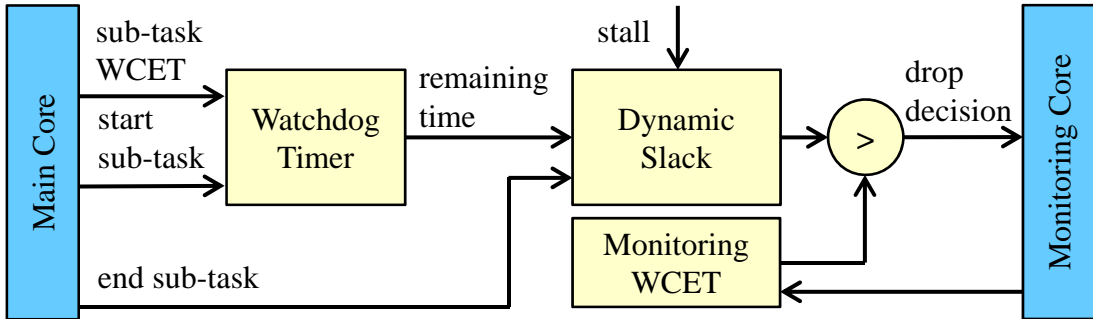 Main Core
sub-task
WCET
start
sub-task
end sub-task
Watchdog
Timer
remaining
time
stall
Dynamic
Slack
Monitoring
WCET
>
drop
decision
Monitoring Core